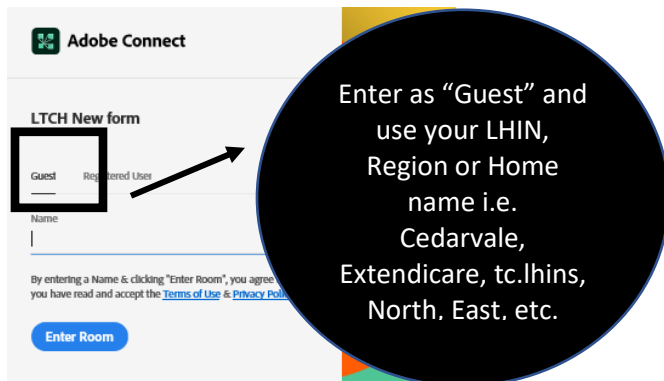 Adobe Connect
LTCH New form
Guest Registered User
Name
By entering a Name & clicking "Enter Room", you agree
you have read and accept the Terms of Use & Privacy
Enter Room
Enter as “Guest” and
use your LHIN,
Region or Home
name i.e.
Cedarvale,
Extendicare, tc.lhins,
North, East, etc.